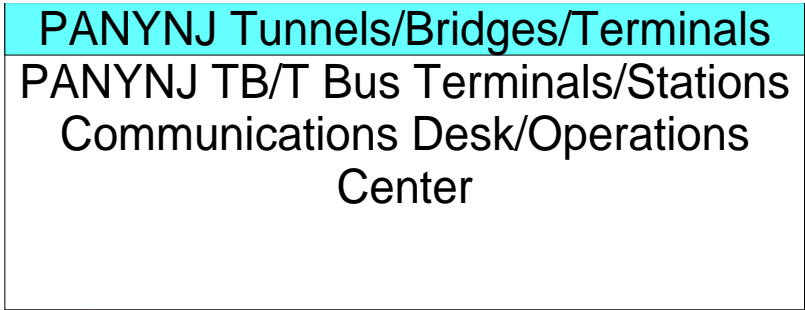 PANYNJ Tunnels/Bridges/Terminals
PANYNJ TB/T Bus Terminals/Stations
Communications Desk/Operations
Center